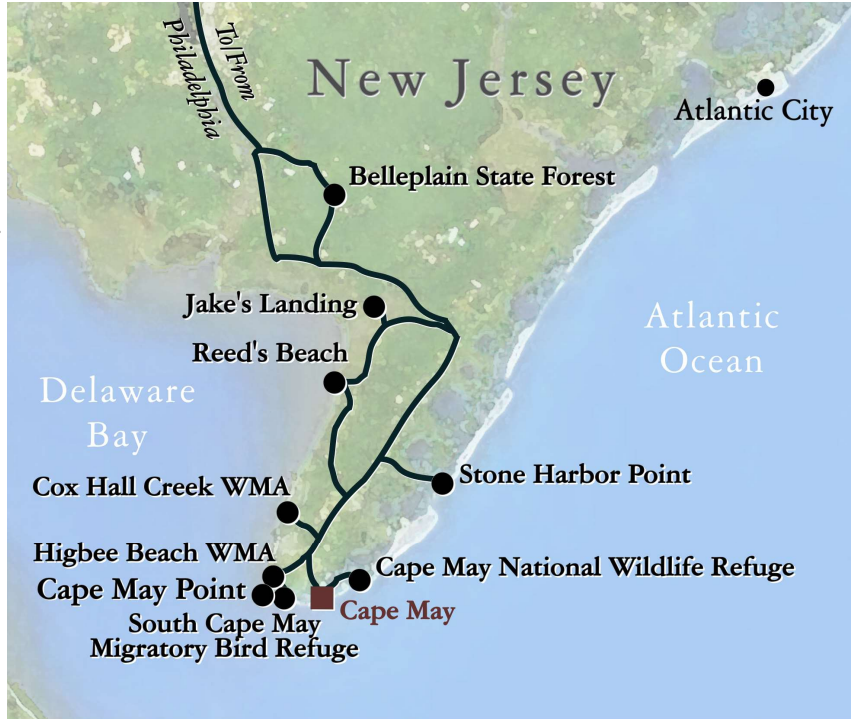 To/From
Philadelphia
New Jersey
Atlantic City
Belleplain State Forest
Jake's Landing
Reed's Beach
Atlantic
Ocean
Delaware
Bay
Stone Harbor Point
Cox Hall Creek WMA
Higbee Beach WMA
Cape May National Wildlife Refuge
Cape May Point
Cape May
South Cape May
Migratory Bird Refuge